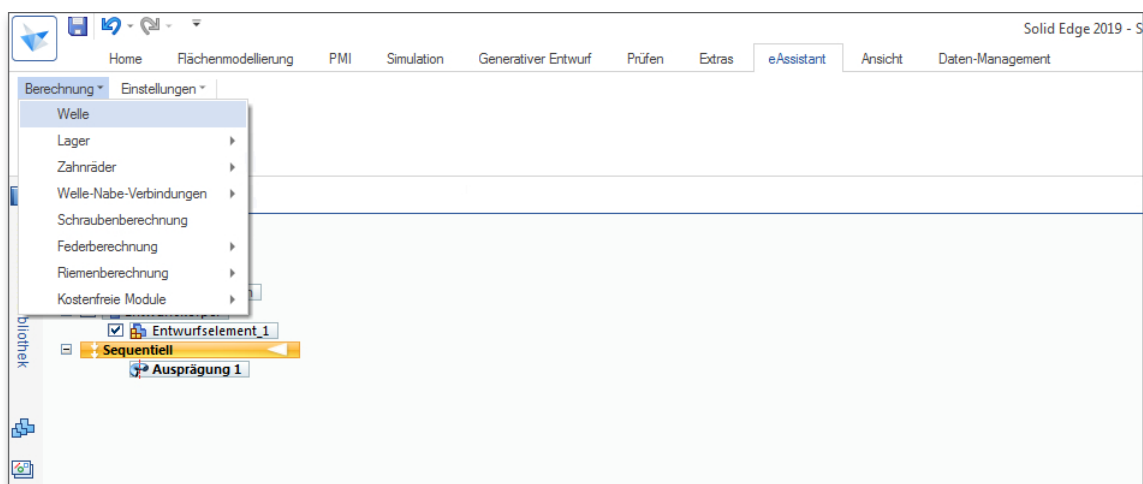 Solid Edge 2019 - S
Home Flächenmodellierung PMI Simulation Generativer Entwurf Prüfen Extras eAssistant Ansicht Daten-Management
Berechnung Einstellungen
Welle
Lager
Zahnräder
Welle-Nabe-Verbindungen
Schraubenberechnung
Federberechnung
Riemenberechnung
Kostenfreie Module
Entwurfselement_1
Sequentiell
Ausprägung 1